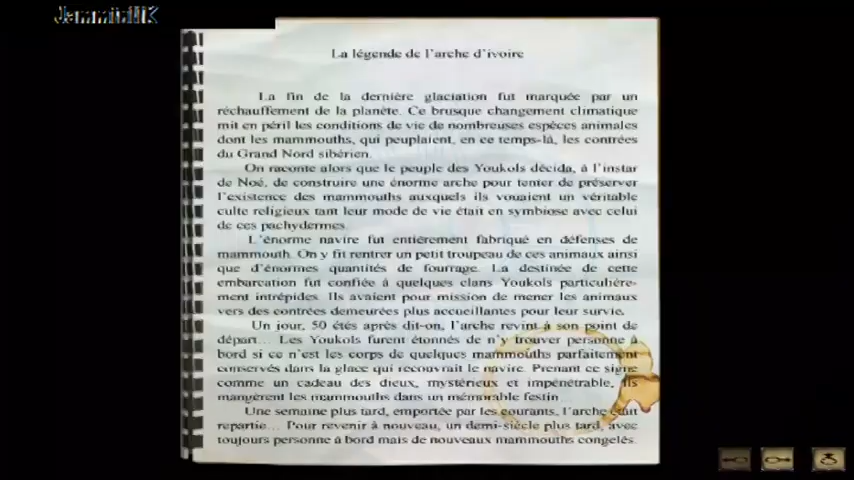 JammidIK
La légende de l'arche d'ivoire
La fin de la dernière glaciation fut marquée par un
réchauffement de la planète. Ce brusque changement climatique
mit en péril les conditions de vie de nombreuses espèces animales
dont les mammouths, qui peuplaient, en ce temps-là, les contrées
du Grand Nord sibérien.
On raconte alors que le peuple des Youkols décida, à l'instar
de Noé, de construire une énorme arche pour tenter de préserver
l'existence des mammouths auxquels ils vouaient un véritable
culte religieux tant leur mode de vie était en symbiose avec celui
de ces pachydermes.
L'énorme navire fut entièrement fabriqué en défenses de
mammouth. On y fit rentrer un petit troupeau de ces animaux ainsi
que d'énormes quantités de fourrage. La destinée de cette
embarcation fut confiée à quelques clans Youkols particulière-
ment intrépides. Ils avaient pour mission de mener les animaux
vers des contrées demeurées plus accueillantes pour leur survie.
Un jour, 50 étés après dit-on, l'arche revint à son point de
départ... Les Youkols furent étonnés de n'y trouver personne à
bord si ce n'est les corps de quelques mammouths parfaitement
conservés dans la glace qui recouvrait le navire. Prenant ce signe
comme un cadeau des dieux, mystérieux et impénétrable, ils
mangèrent les mammouths dans un mémorable festin...
Une semaine plus tard, emportée par les courants, l'arche était
repartie... Pour revenir à nouveau, un demi-siècle plus tard, avec
toujours personne à bord mais de nouveaux mammouths congelés.